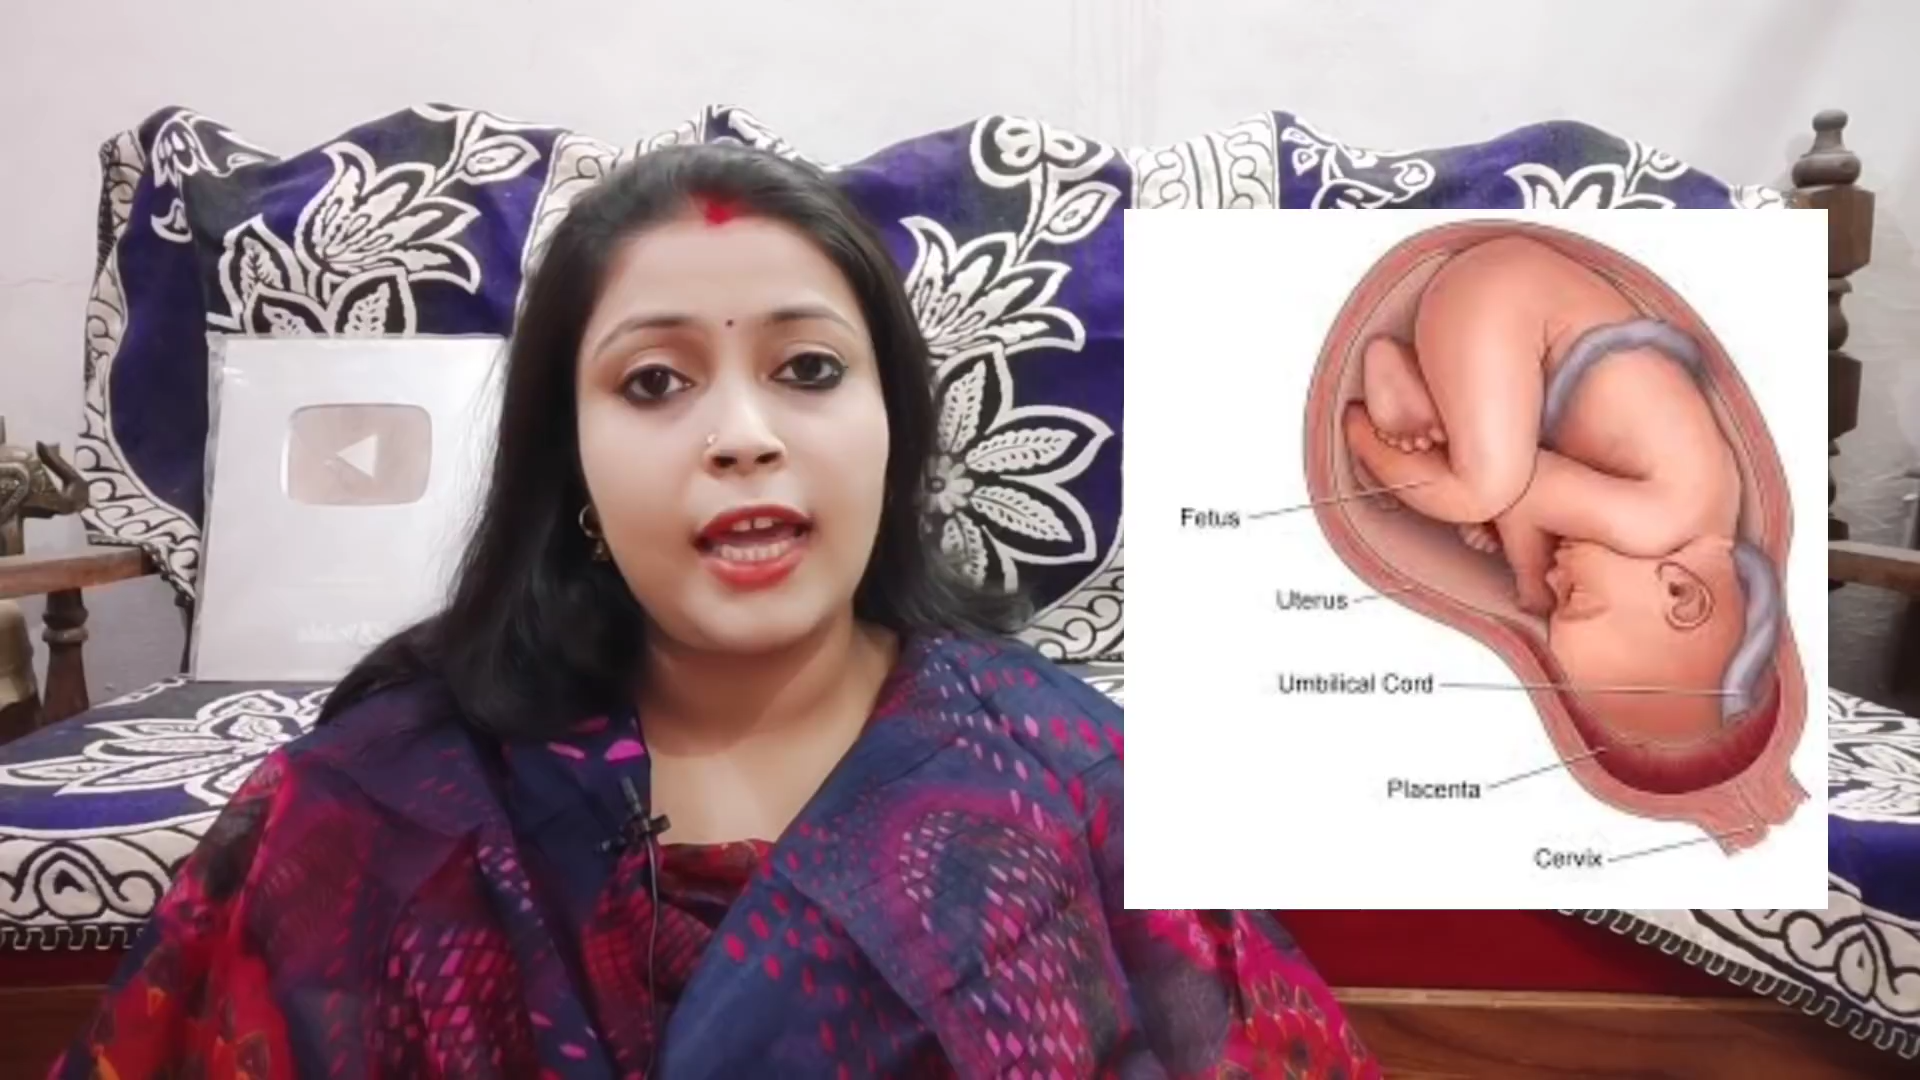 Fetus
Uterus
Umbilical Cord
Placenta
Cervix